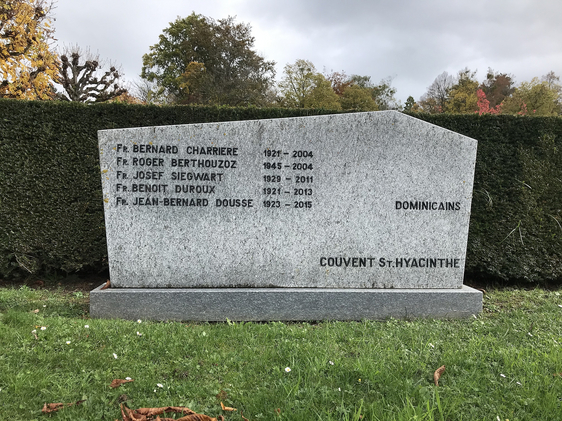 Fr. BERNARD CHARRIERE 1921 - 2004
Fr. ROGER BERTHOUZOZ 1945 - 2004
Fr. JOSEF SIEGWART 1929 - 2011
Fr. BENOIT DUROUX 1921 - 2013
Fr. JEAN-BERNARD DOUSSE 1923 - 2015
DOMINICAINS
COUVENT ST. HYACINTHE